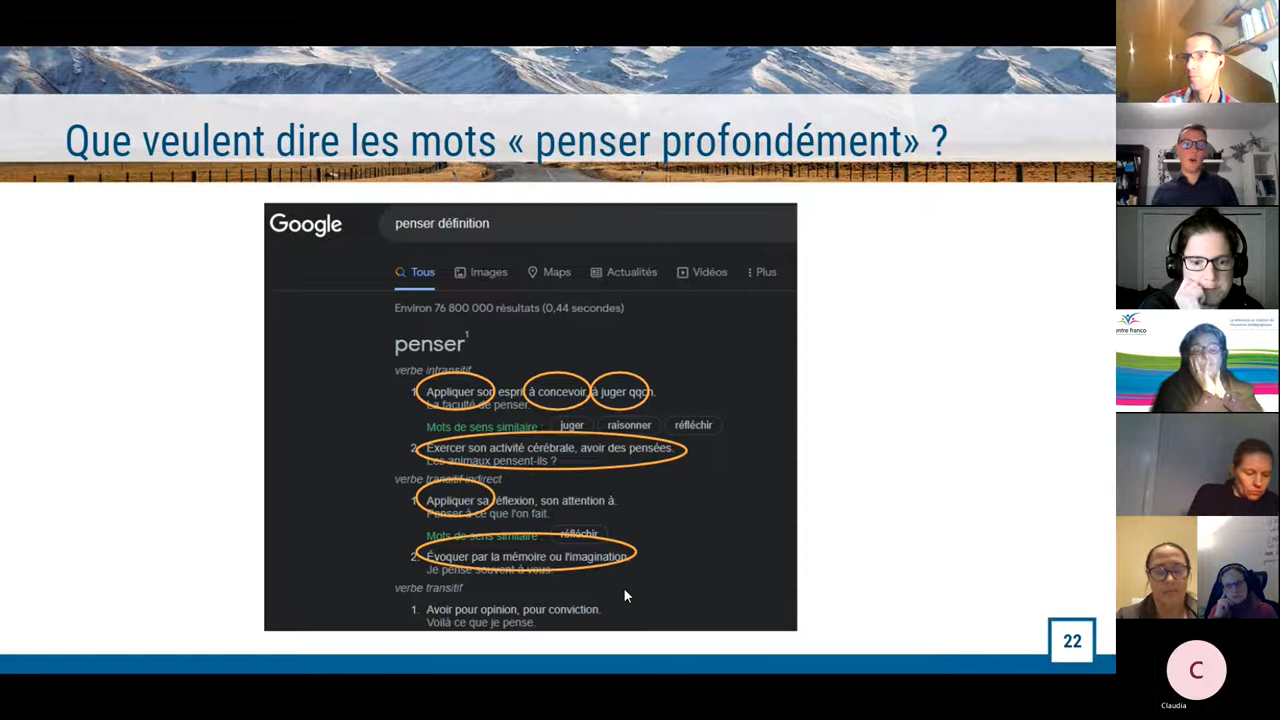 Que veulent dire les mots « penser profondément» ?
Google
penser définition
Tous
Images
Maps
Actualités
Vidéos
Plus
Environ 76 800 000 résultats (0,44 secondes)
penser¹
verbe intransitif
1. Appliquer son esprit à concevoir, à juger qqch.
La faculté de penser.
Mots de sens similaire : juger raisonner réfléchir
2. Exercer son activité cérébrale, avoir des pensées.
Les animaux pensent-ils ?
verbe transitif indirect
1. Appliquer sa réflexion, son attention à.
Penser à ce que l'on fait.
Mots de sens similaire : réfléchir
2. Évoquer par la mémoire ou l'imagination.
Je pense souvent à vous.
verbe transitif
1. Avoir pour opinion, pour conviction.
Voilà ce que je pense.
22
entre franco
C
Claudia